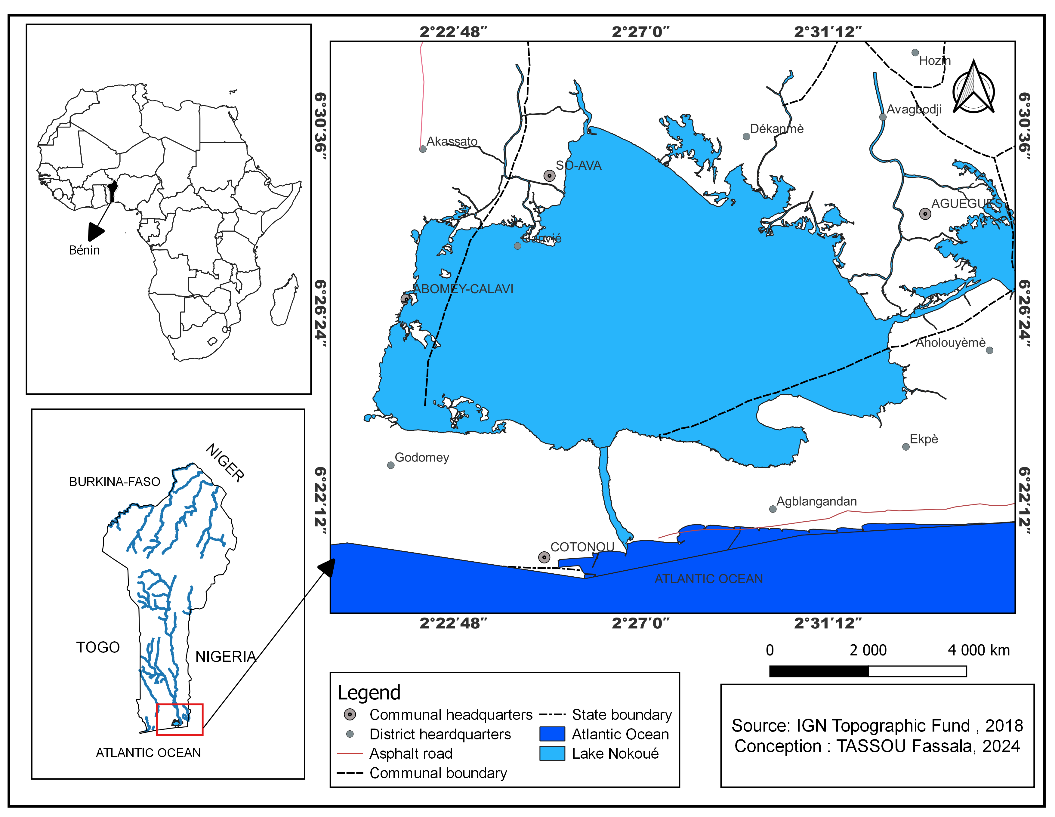 Bénin
BURKINA-FASO
NIGER
TOGO
NIGERIA
ATLANTIC OCEAN
2°22'48"
2°27'0"
2°31'12"
6°30'36"
6°26'24"
6°22'12"
6°30'36"
6°26'24"
6°22'12"
Hozin
Avagbodji
Dékanmè
Akassato
SO-AVA
AGUEGUES
ABOMEY-CALAVI
Aholouyèmè
Ekpè
Godomey
Agblangandan
COTONOU
ATLANTIC OCEAN
2°22'48"
2°27'0"
2°31'12"
0
2 000
4 000 km
Legend
Communal headquarters
District heardquarters
Asphalt road
Communal boundary
State boundary
Atlantic Ocean
Lake Nokoué
Source: IGN Topographic Fund , 2018
Conception : TASSOU Fassala, 2024